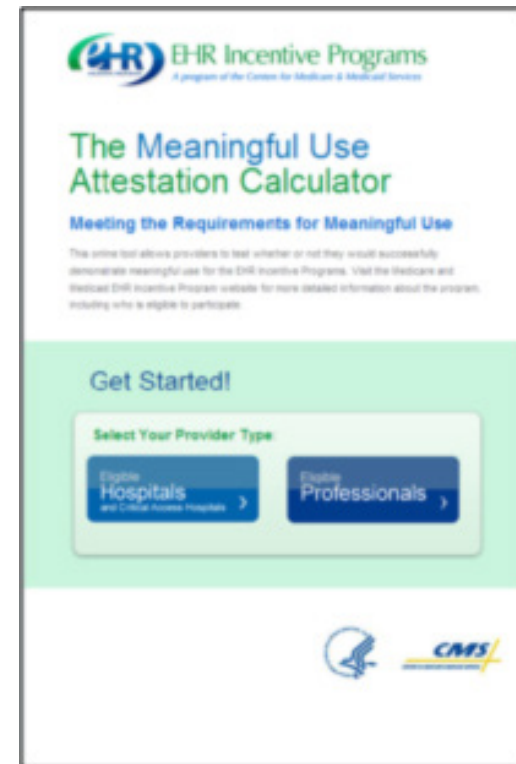 EHR EHR Incentive Programs
A program of the Centers for Medicare & Medicaid Services
The Meaningful Use
Attestation Calculator
Meeting the Requirements for Meaningful Use
This online tool allows providers to test whether or not they would successfully
demonstrate meaningful use for the EHR Incentive Programs. Visit the Medicare and
Medicaid EHR Incentive Program website for more detailed information about the program,
including who is eligible to participate.
Get Started!
Select Your Provider Type:
Eligible
Hospitals
and Critical Access Hospitals
Eligible
Professionals
CMS